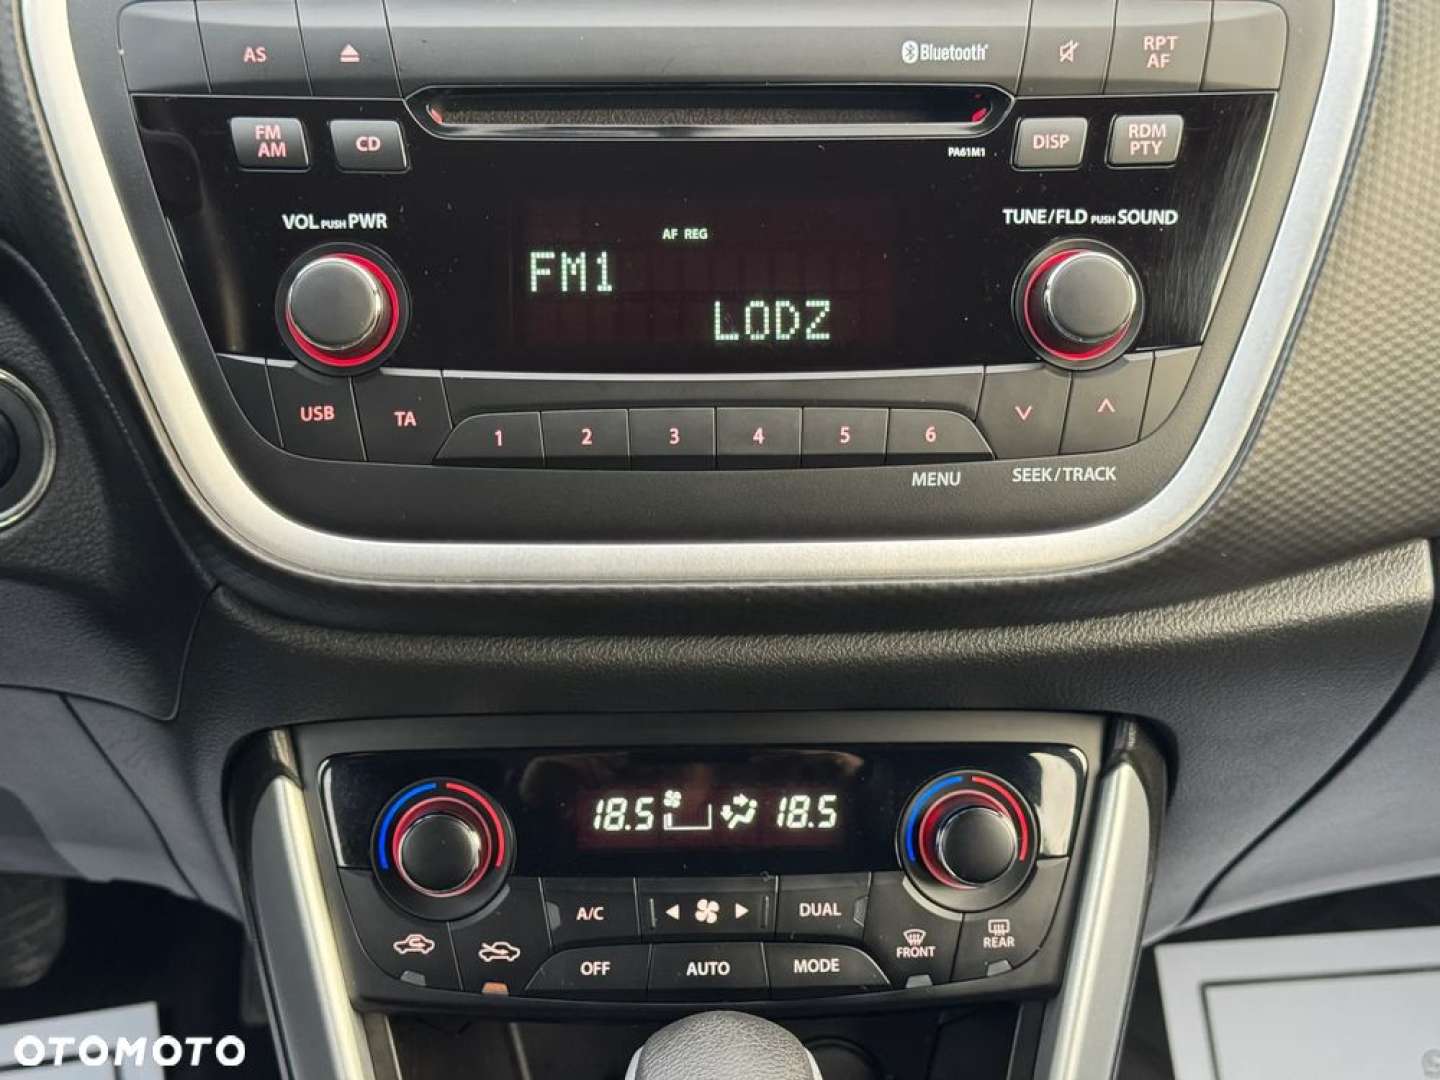 AS
Bluetooth
RPT
AF
FM
AM
CD
DISP
RDM
PTY
PA61M1
VOL PUSH PWR
TUNE/FLD PUSH SOUND
AF REG
FM1
LODZ
USB
TA
1 2 3 4 5 6
MENU
SEEK/TRACK
18.5 18.5
A/C
DUAL
FRONT
REAR
OFF
AUTO
MODE
OTOMOTO